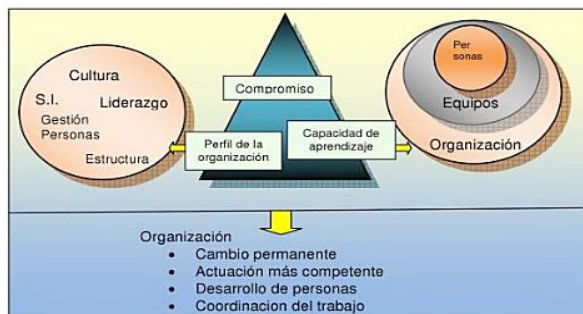 Cultura
S.I.
Liderazgo
Gestión
Personas
Estructura
Compromiso
Perfil de la
organización
Capacidad de
aprendizaje
Per
sonas
Equipos
Organización
Organización
• Cambio permanente
• Actuación más competente
• Desarrollo de personas
• Coordinacion del trabajo